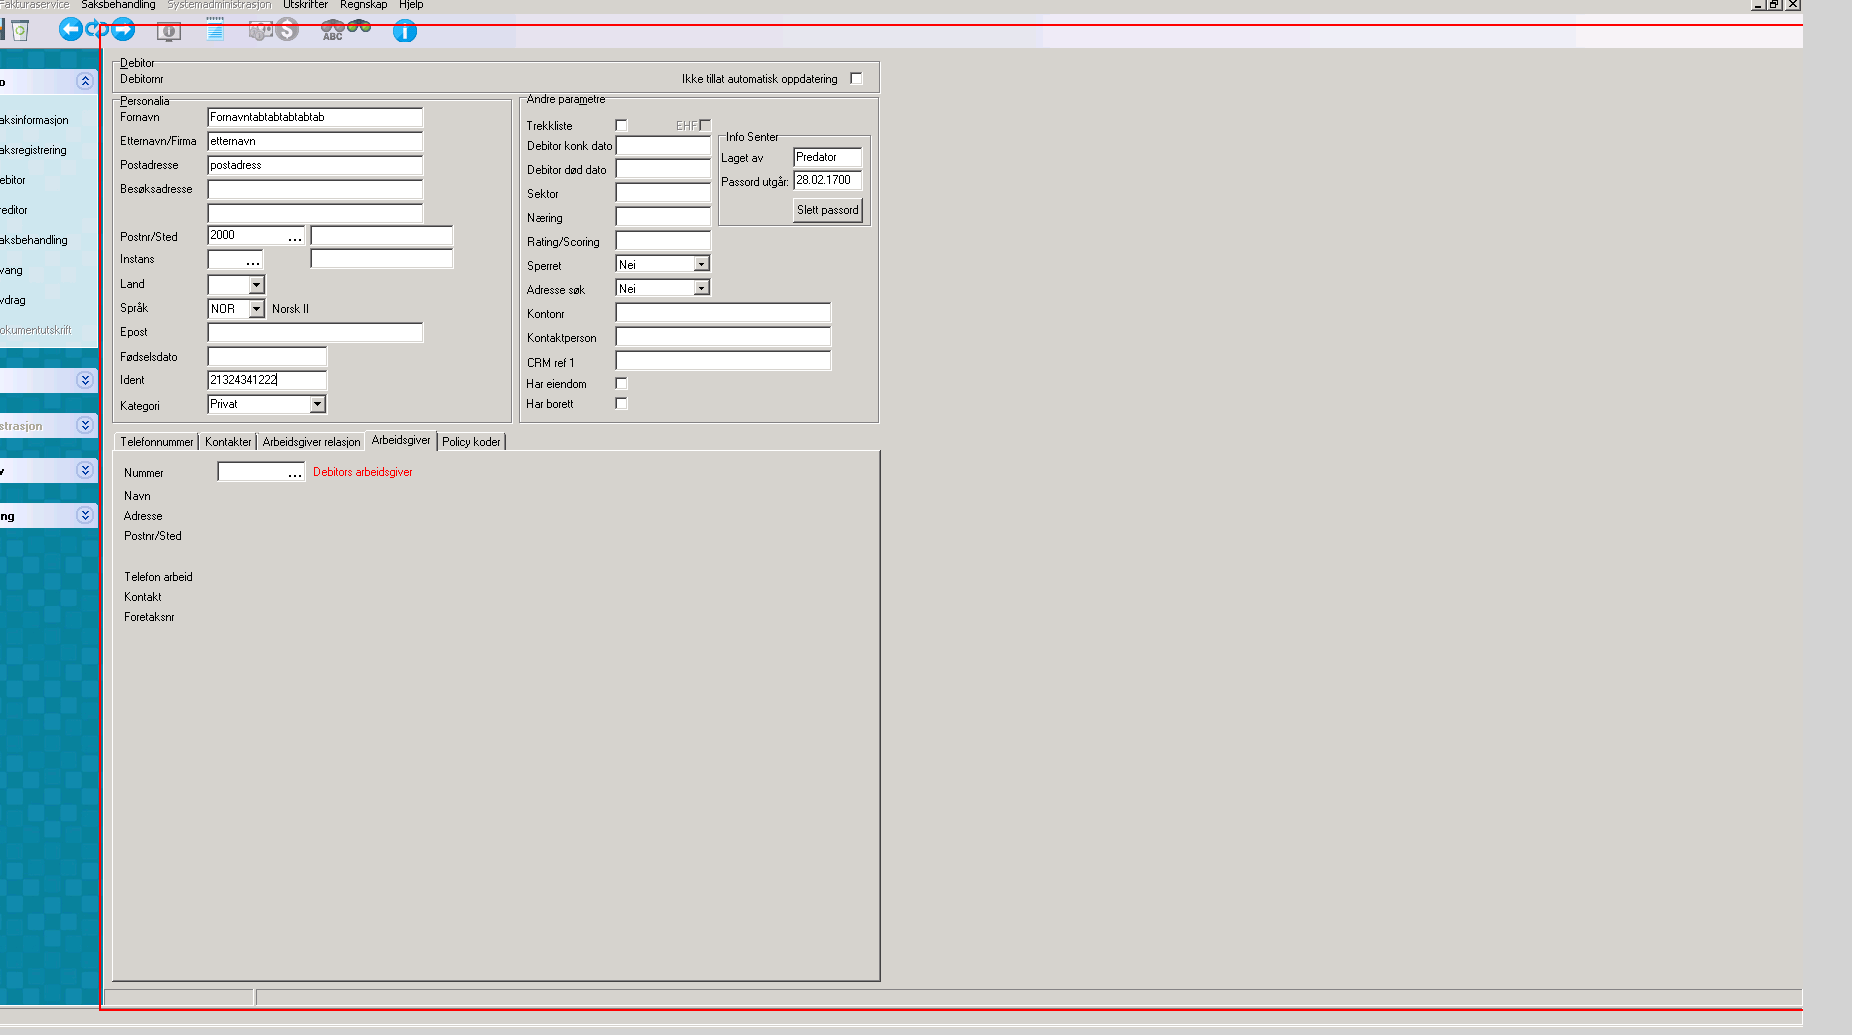 Fakturaservice Saksbehandling Systemadministrasjon Utskrifter Regnskap Hjelp
ABC
o
aksinformasjon
aksregistrering
ebitor
reditor
aksbehandling
vang
vdrag
okumentutskrift
strasjon
v
ng
Debitor
Debitornr
Ikke tillat automatisk oppdatering
Personalia
Fornavn Fornavntabtabtabtabtab
Etternavn/Firma etternavn
Postadresse postadress
Besøksadresse
Postnr/Sted 2000 ...
Instans ...
Land
Språk NOR Norsk II
Epost
Fødselsdato
Ident 21324341222
Kategori Privat
Andre parametre
Trekkliste EHF
Debitor konk dato
Debitor død dato
Sektor
Næring
Rating/Scoring
Sperret Nei
Adresse søk Nei
Kontonr
Kontaktperson
CRM ref 1
Har eiendom
Har borett
Info Senter
Laget av Predator
Passord utgår: 28.02.1700
Slett passord
Telefonnummer Kontakter Arbeidsgiver relasjon Arbeidsgiver Policy koder
Nummer ... Debitors arbeidsgiver
Navn
Adresse
Postnr/Sted
Telefon arbeid
Kontakt
Foretaksnr